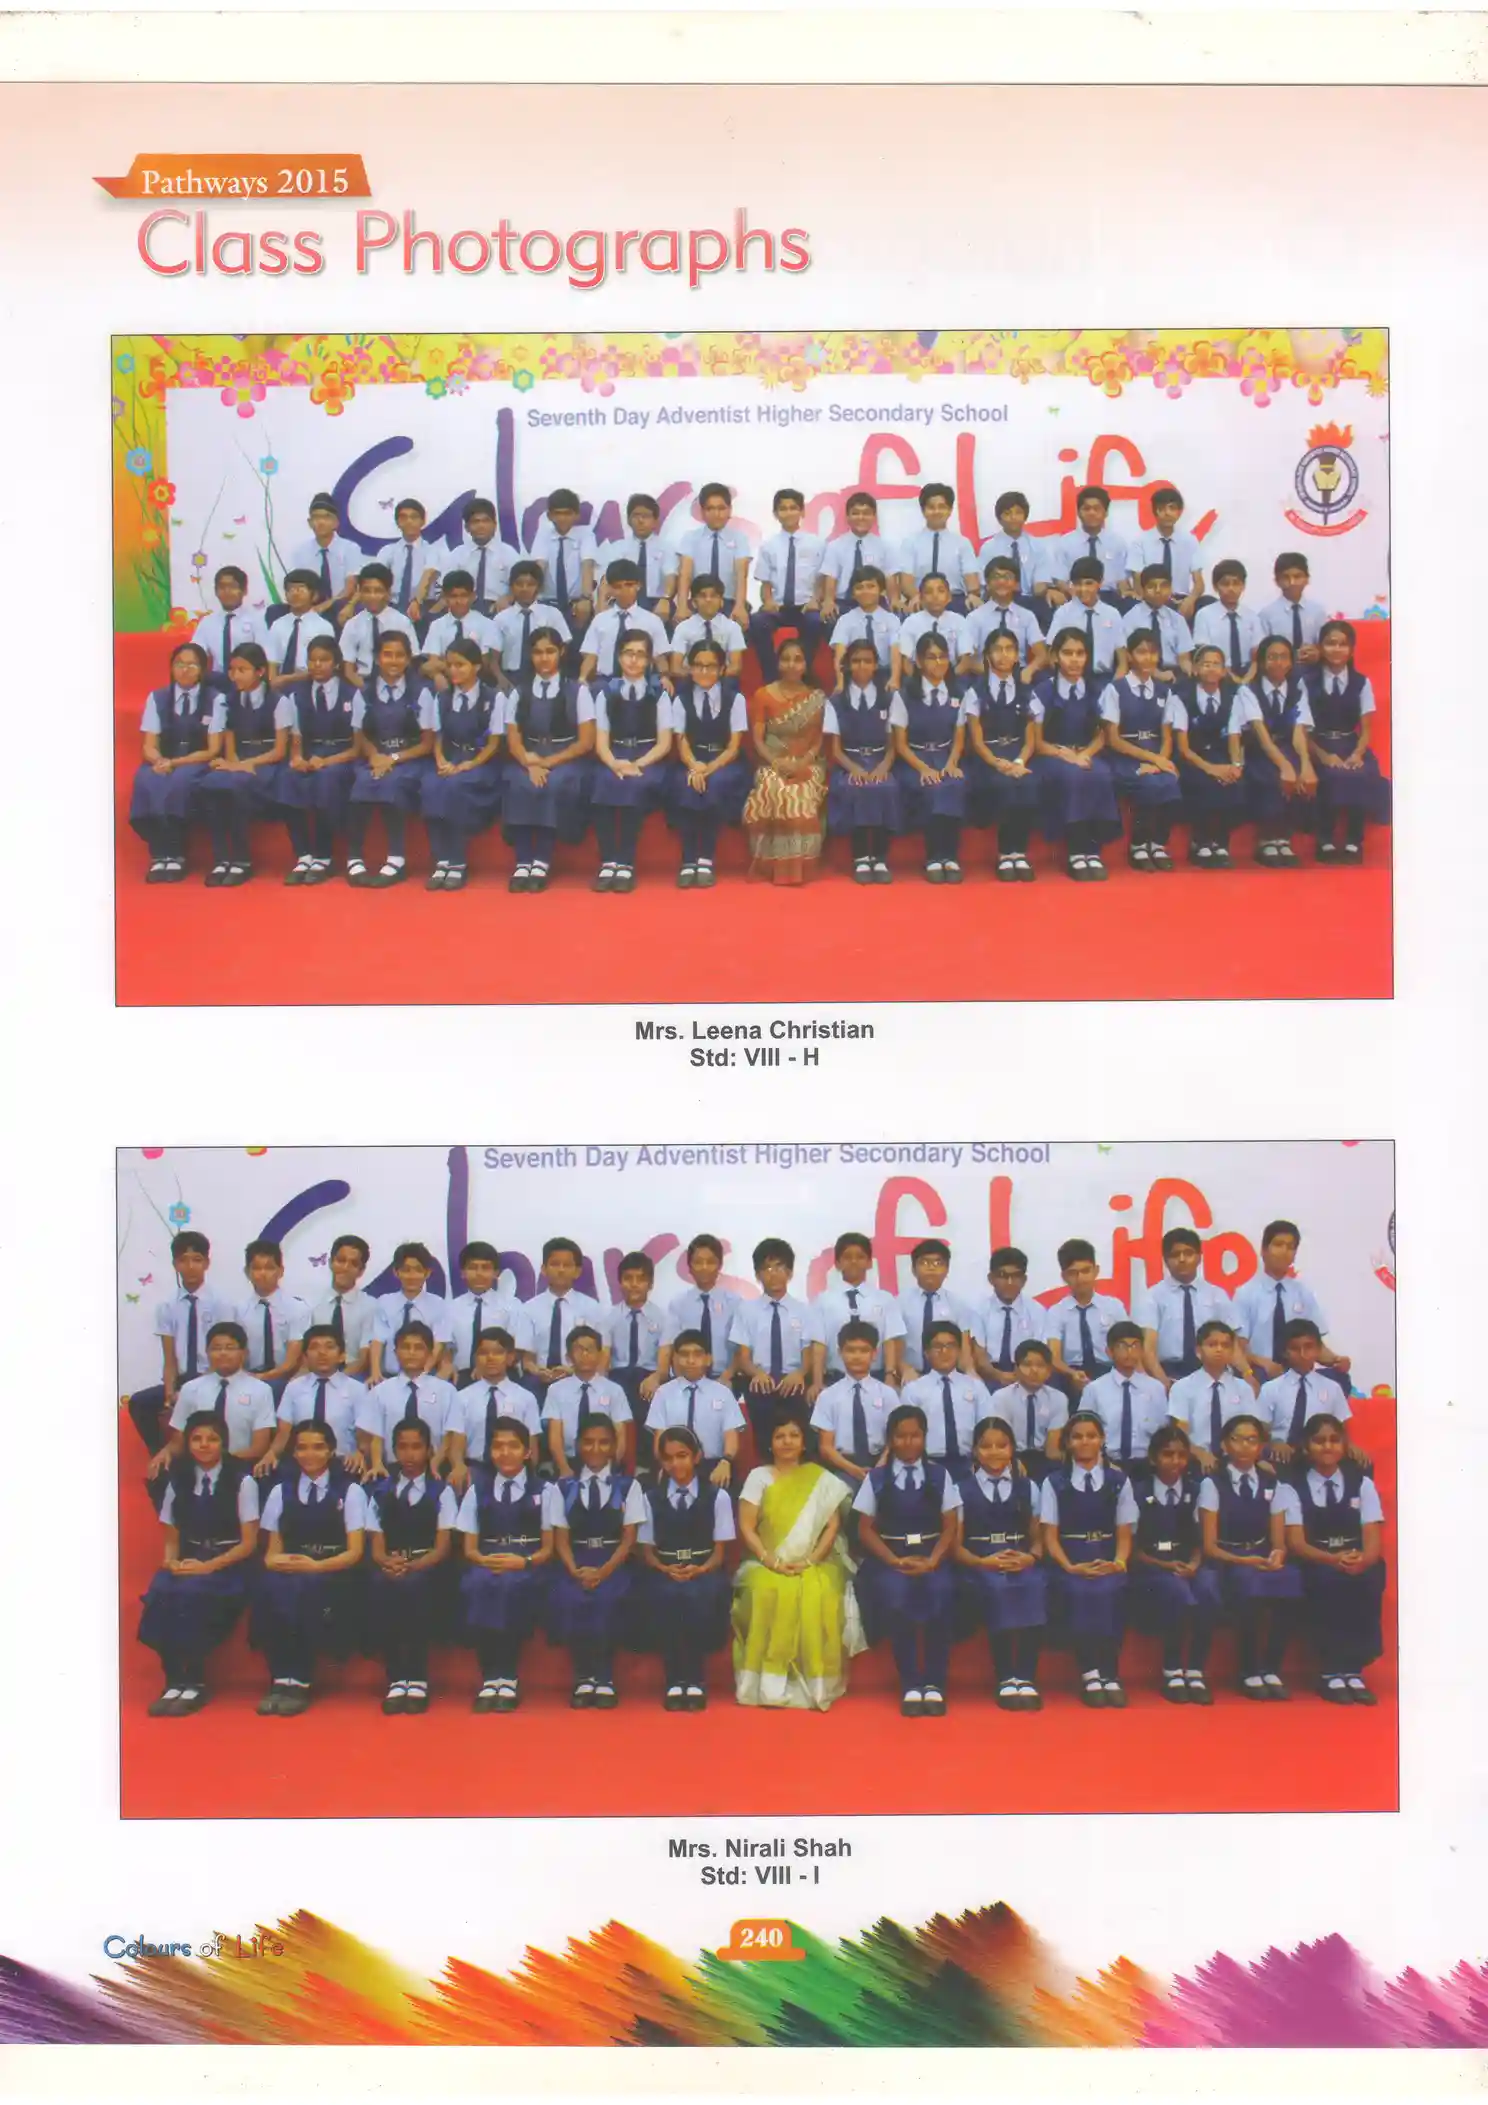 Pathways 2015
Class Photographs
Seventh Day Adventist Higher Secondary School
Colours of Life
Mrs. Leena Christian
Std: VIII - H
Seventh Day Adventist Higher Secondary School
Colours of Life
Mrs. Nirali Shah
Std: VIII - I
Colours of Life
240